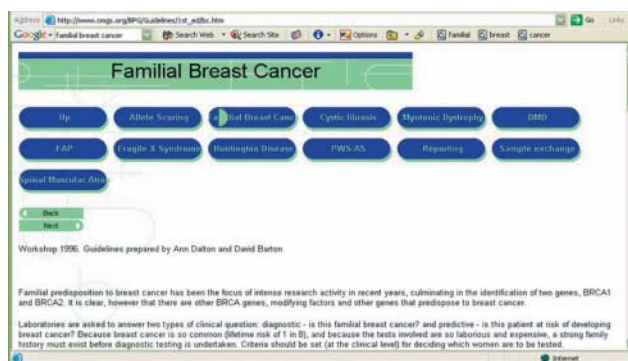 Address http://www.cmgs.org/BPG/Guidelines/1st_ed/bc.htm Go Links
Google familial breast cancer Search Web Search Site Options familial breast cancer
Familial Breast Cancer
Up Allele Scoring Cystic fibrosis Myotonic Dystrophy DMD
FAP Fragile X Syndrome Huntington Disease PWS-AS Reporting Sample exchange
Spinal Muscular Atro
Back
Next
Workshop 1996. Guidelines prepared by Ann Dalton and David Barton
Familial predisposition to breast cancer has been the focus of intense research activity in recent years, culminating in the identification of two genes, BRCA1
and BRCA2. It is clear, however that there are other BRCA genes, modifying factors and other genes that predispose to breast cancer.
Laboratories are asked to answer two types of clinical question: diagnostic - is this familial breast cancer? and predictive - is this patient at risk of developing
breast cancer? Because breast cancer is so common (lifetime risk of 1 in 8), and because the tests involved are so laborious and expensive, a strong family
history must exist before diagnostic testing is undertaken. Criteria should be set (at the clinical level) for deciding which women are to be tested.
Internet